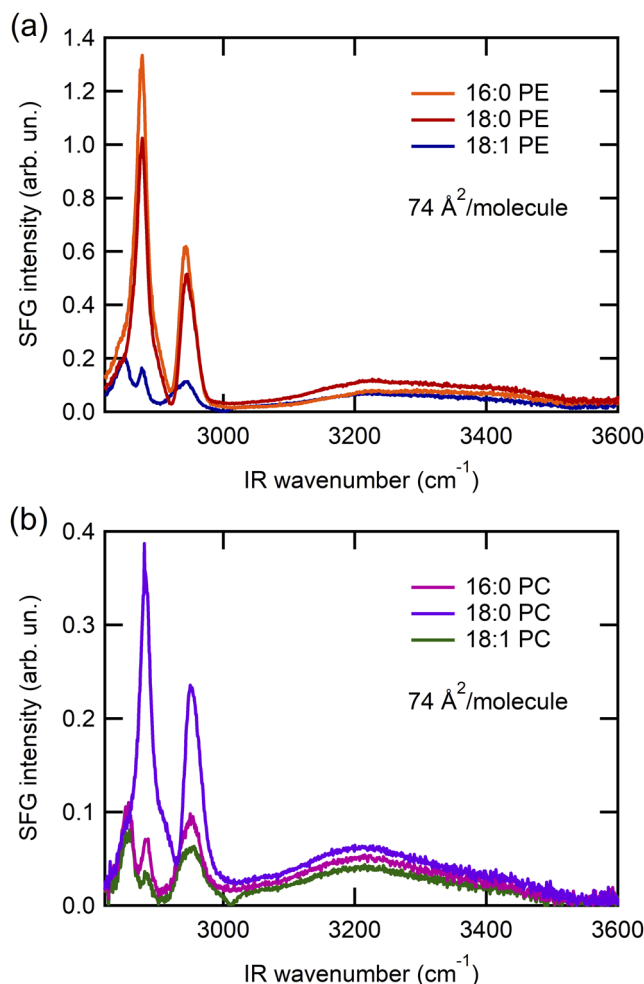 (a)
1.4
1.2
1.0
0.8
0.6
0.4
0.2
0.0
SFG intensity (arb. un.)
16:0 PE
18:0 PE
18:1 PE
74 Å²/molecule
3000
3200
3400
3600
IR wavenumber (cm⁻¹)
(b)
0.4
0.3
0.2
0.1
0.0
SFG intensity (arb. un.)
16:0 PC
18:0 PC
18:1 PC
74 Å²/molecule
3000
3200
3400
3600
IR wavenumber (cm⁻¹)